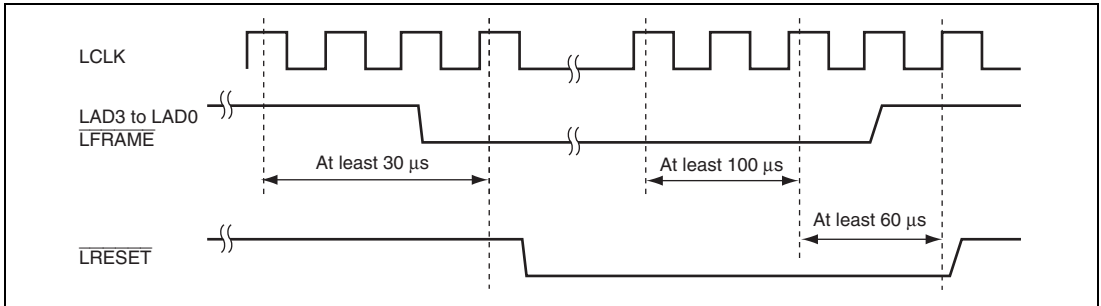 LCLK
LAD3 to LAD0
LFRAME
At least 30 μs
At least 100 μs
At least 60 μs
LRESET